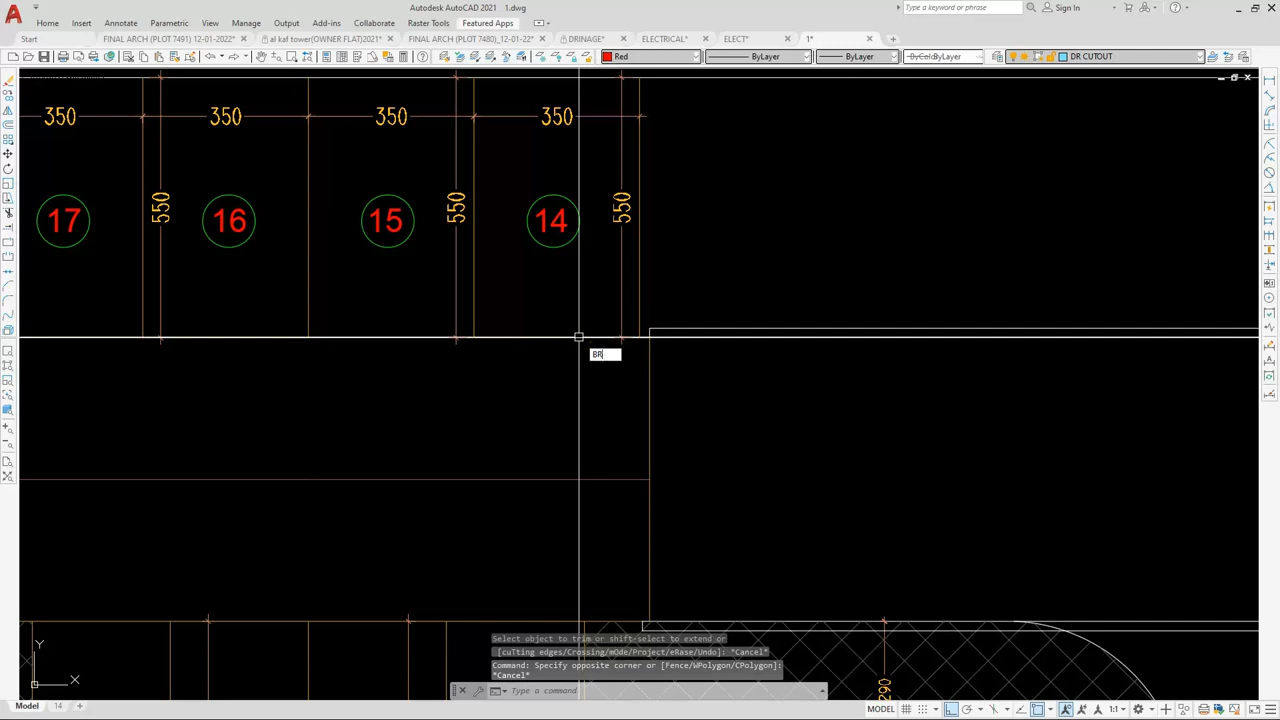 Autodesk AutoCAD 2021 1.dwg
Type a keyword or phrase
Sign In
Home Insert Annotate Parametric View Manage Output Add-ins Collaborate Raster Tools Featured Apps
Start
FINAL ARCH (PLOT 7491) 12-01-2022*
al kaf tower(OWNER FLAT)2021*
FINAL ARCH (PLOT 7480)_12-01-22*
DRINAGE*
ELECTRICAL*
ELECT*
1*
Red
ByLayer
ByLayer
ByColor
DR CUTOUT
350 350 350 350
550 550 550
17 16 15 14
BR
Select object to trim or shift-select to extend or
[cuTting edges/Crossing/mOde/Project/eRase/Undo]: *Cancel*
Command: Specify opposite corner or [Fence/WPolygon/CPolygon]:
*Cancel*
Y
X
290
Type a command
Model 14 +
MODEL
1:1